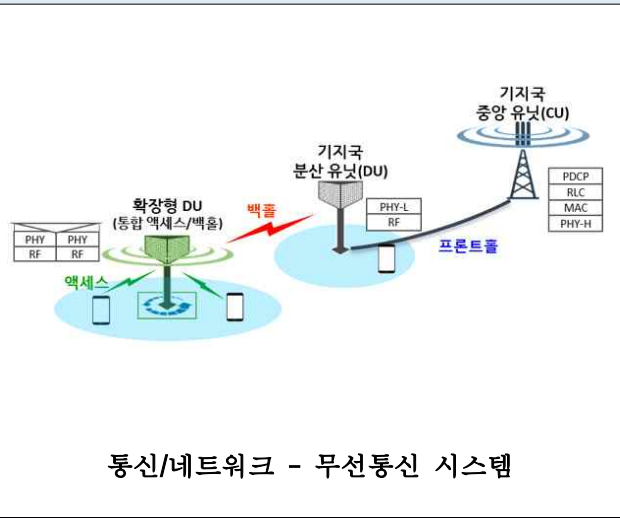 기지국
중앙 유닛(CU)
기지국
분산 유닛(DU)
PDCP
RLC
MAC
PHY-H
확장형 DU
(통합 액세스/백홀)
백홀
PHY-L
RF
PHY PHY
RF RF
프론트홀
액세스
통신/네트워크 - 무선통신 시스템